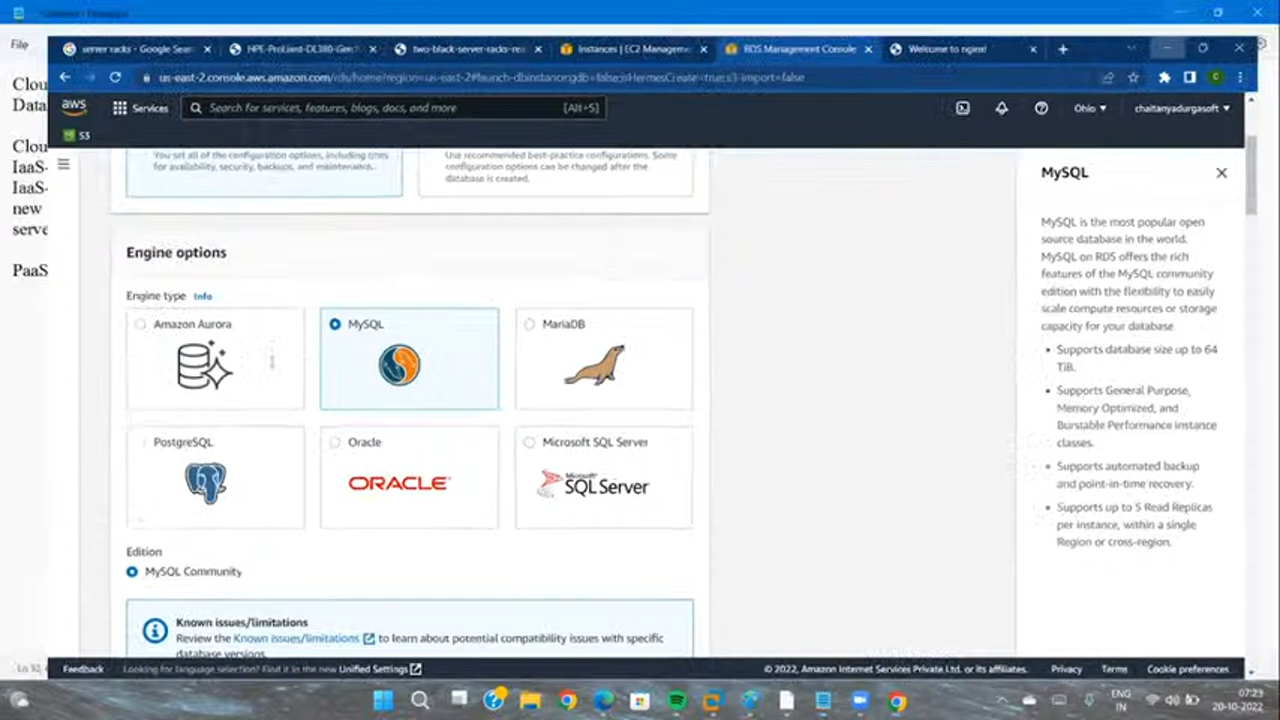 File
Clou
Data
Clou
IaaS-
IaaS-
new
serve
PaaS
server racks - Google Sear
HPE-ProLiant-DL380-Gen
two-black-server-racks-re
Instances | EC2 Managem
RDS Management Console
Welcome to nginx!
us-east-2.console.aws.amazon.com/rds/home?region=us-east-2#launch-dbinstance
aws
Services
Search for services, features, blogs, docs, and more
[Alt+S]
Ohio
chaitanyadurgasoft
S3
You set all of the configuration options, including ones
for availability, security, backups, and maintenance.
Use recommended best-practice configurations. Some
configuration options can be changed after the
database is created.
Engine options
Engine type Info
Amazon Aurora
MySQL
MariaDB
PostgreSQL
Oracle
ORACLE
Microsoft SQL Server
Microsoft
SQL Server
Edition
MySQL Community
Known issues/limitations
Review the Known issues/limitations to learn about potential compatibility issues with specific
database versions.
MySQL
MySQL is the most popular open
source database in the world.
MySQL on RDS offers the rich
features of the MySQL community
edition with the flexibility to easily
scale compute resources or storage
capacity for your database.
• Supports database size up to 64
TiB.
• Supports General Purpose,
Memory Optimized, and
Burstable Performance instance
classes.
• Supports automated backup
and point-in-time recovery.
• Supports up to 5 Read Replicas
per instance, within a single
Region or cross-region.
Feedback
Looking for language selection? Find it in the new Unified Settings
© 2022, Amazon Internet Services Private Ltd. or its affiliates.
Privacy
Terms
Cookie preferences
ENG
IN
07:23
20-10-2022